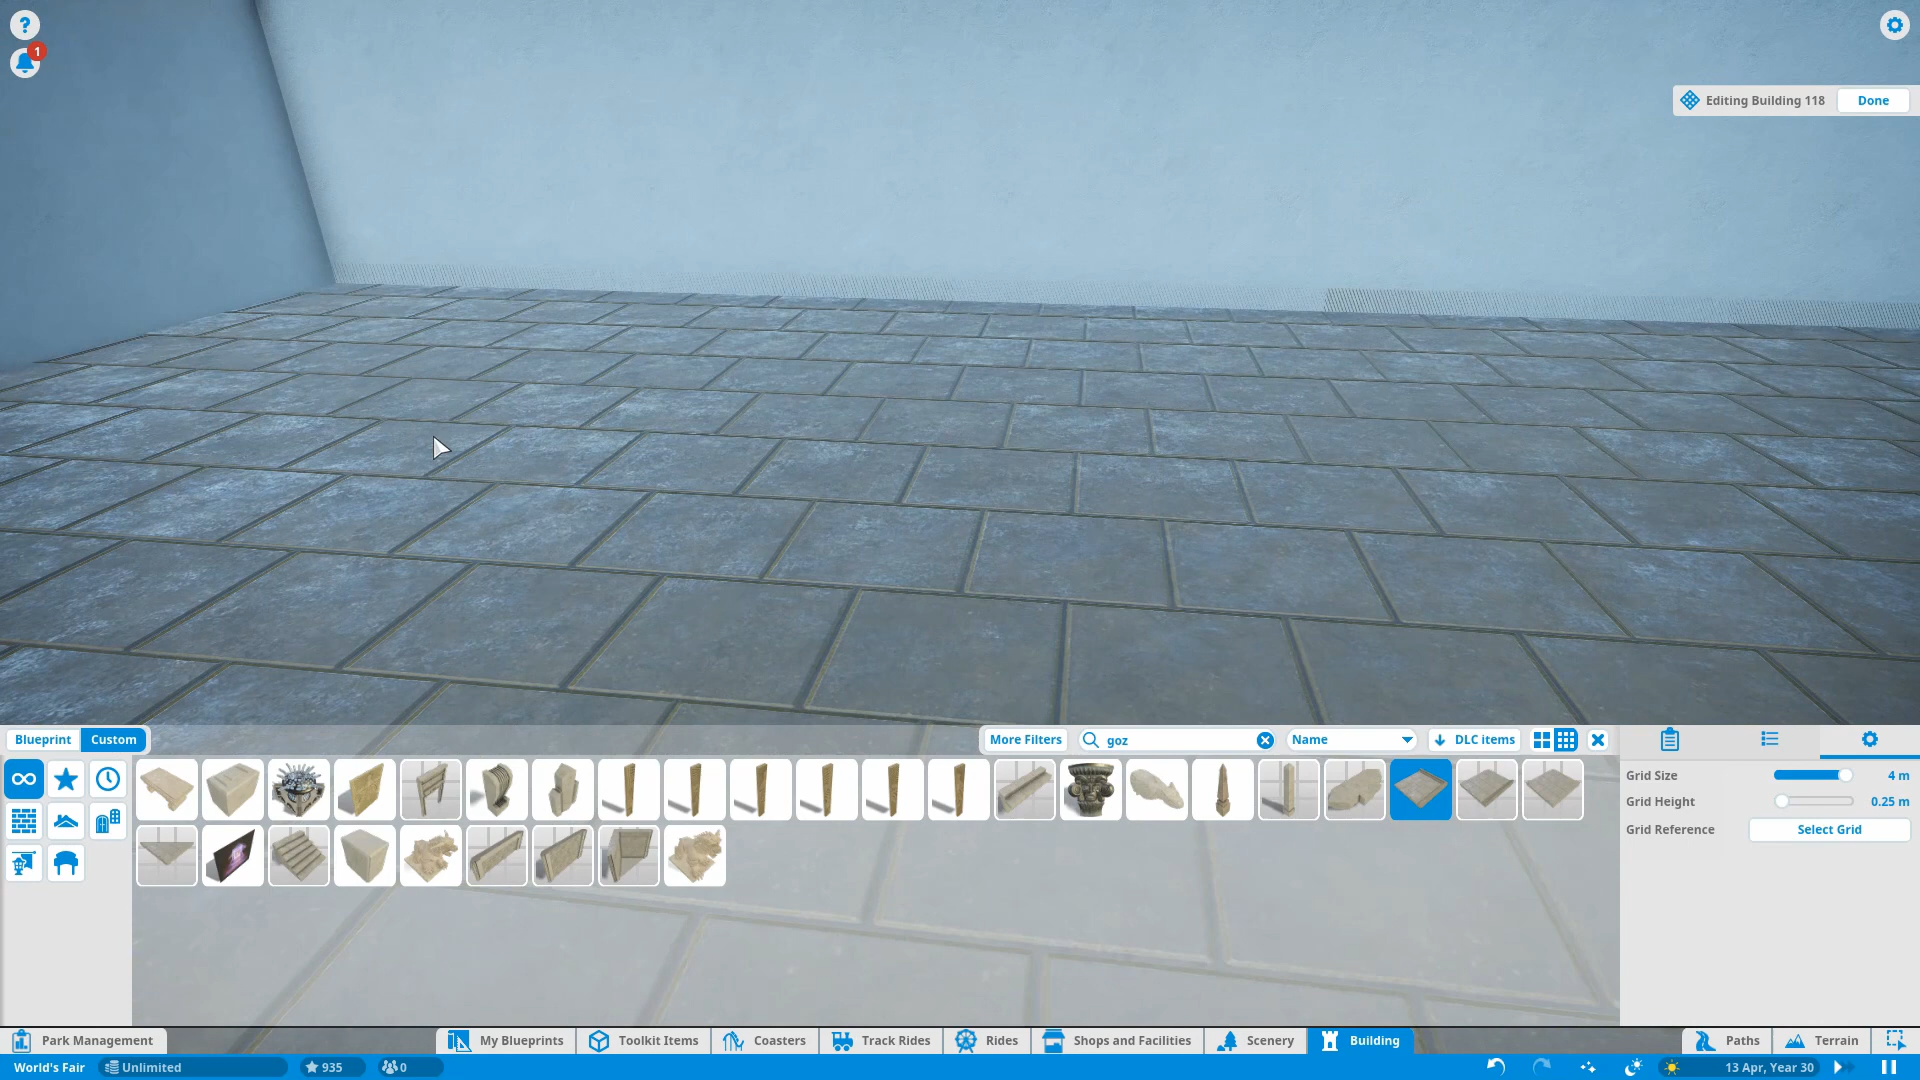 ?
1
Editing Building 118
Done
Blueprint
Custom
More Filters
goz
Name
DLC items
Grid Size
4 m
Grid Height
0.25 m
Grid Reference
Select Grid
Park Management
My Blueprints
Toolkit Items
Coasters
Track Rides
Rides
Shops and Facilities
Scenery
Building
Paths
Terrain
World's Fair
Unlimited
935
0
13 Apr, Year 30